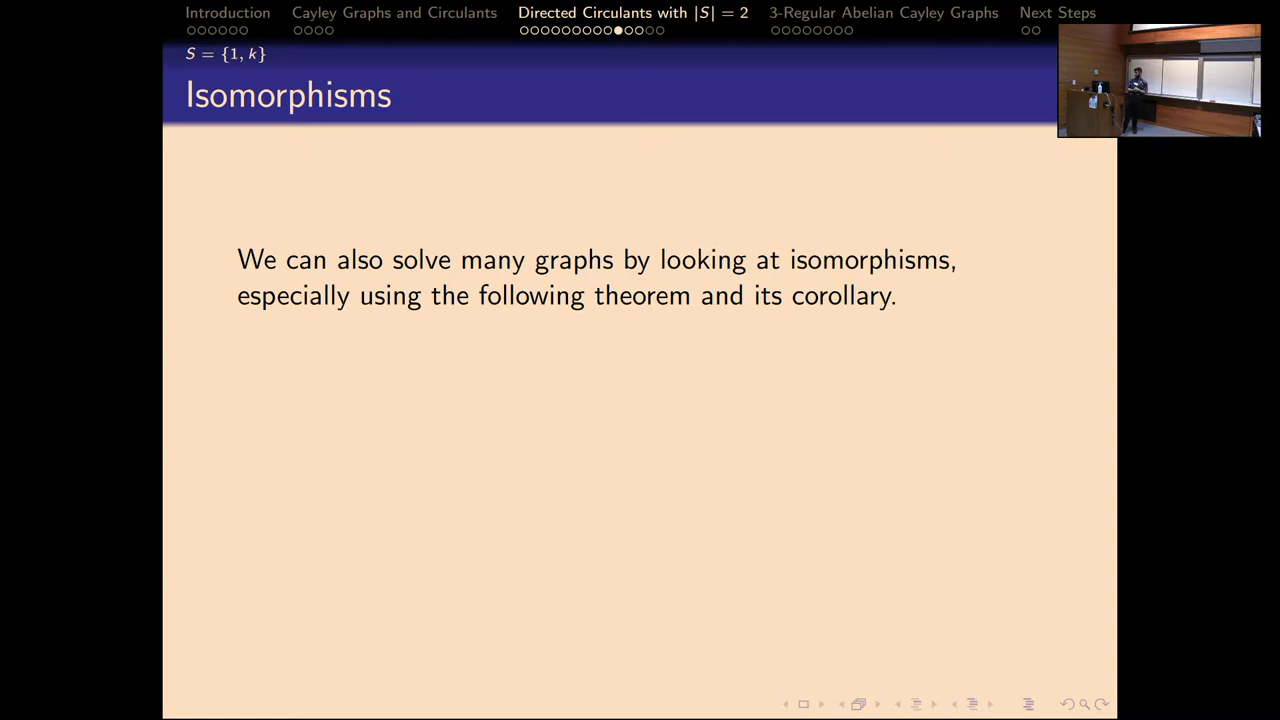 Introduction Cayley Graphs and Circulants Directed Circulants with |S| = 2 3-Regular Abelian Cayley Graphs Next Steps
S = {1, k}
Isomorphisms
We can also solve many graphs by looking at isomorphisms,
especially using the following theorem and its corollary.